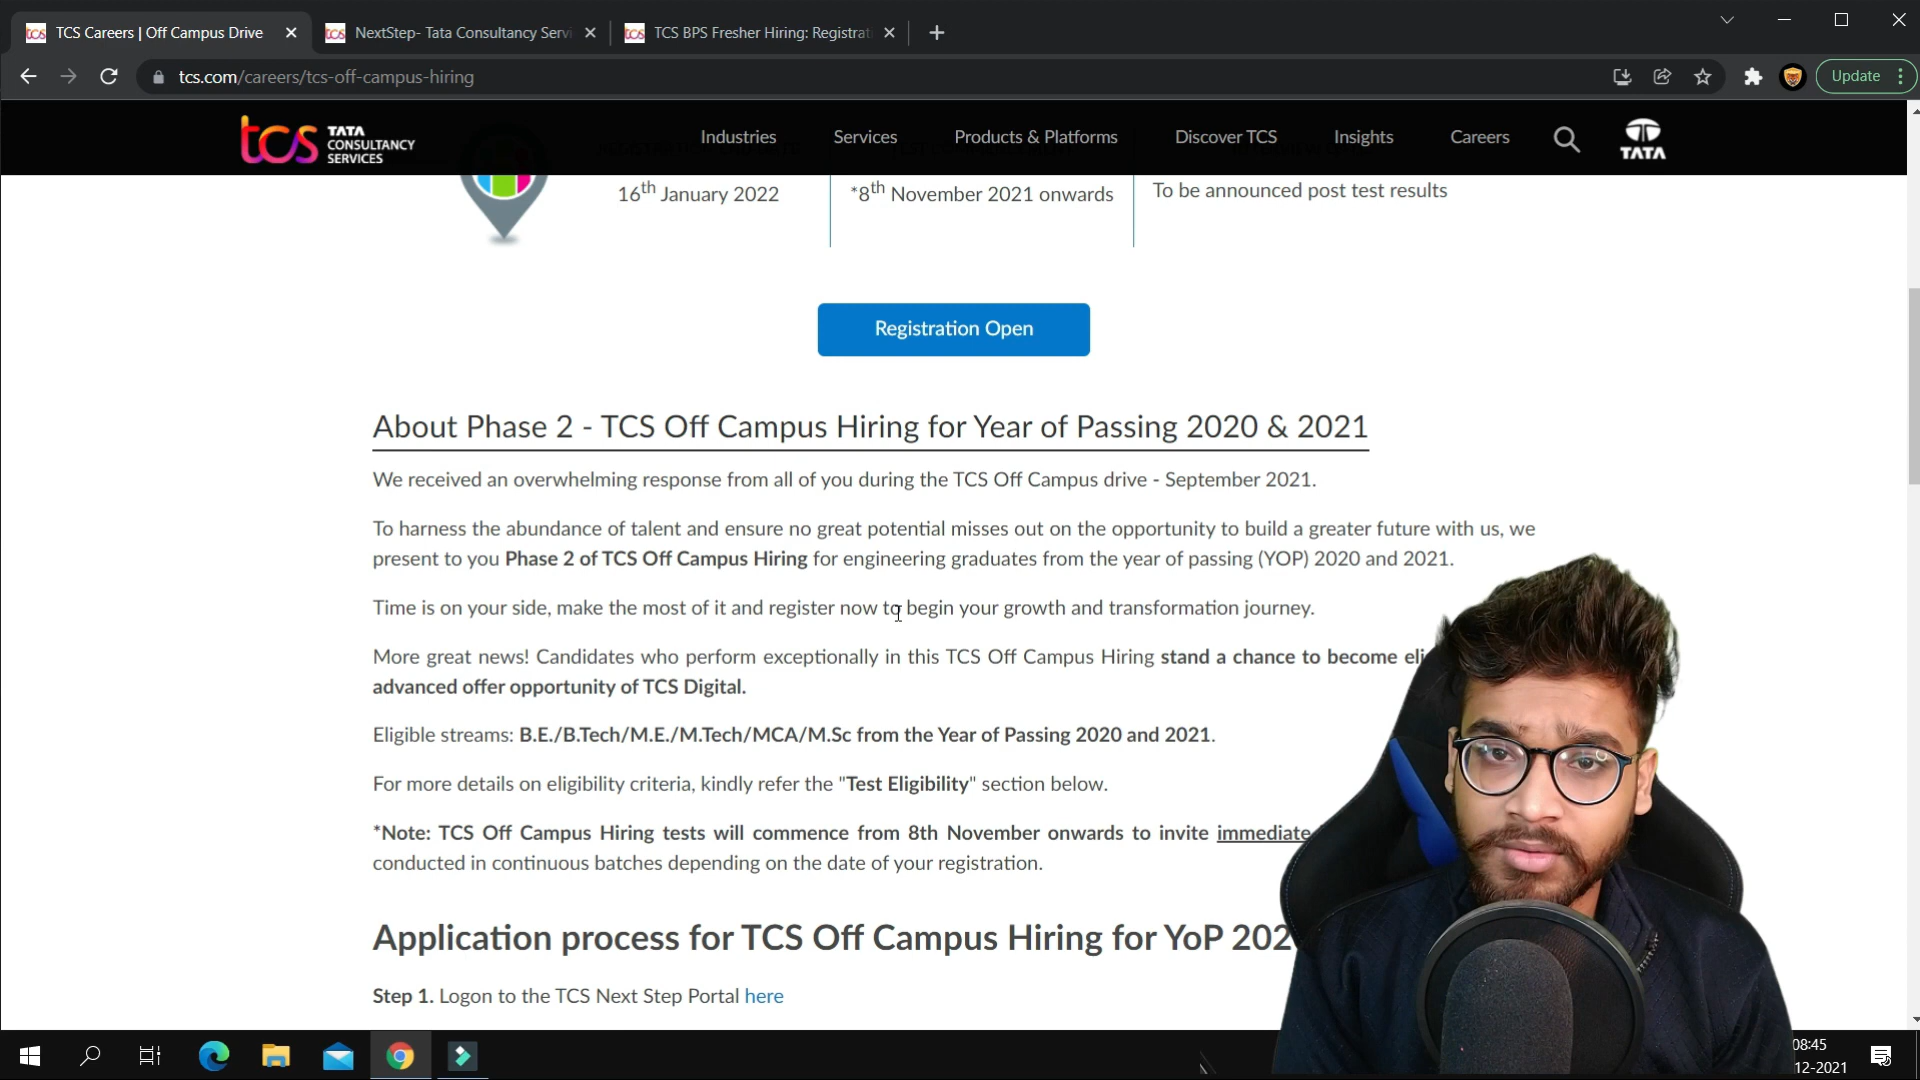 TCS Careers | Off Campus Drive
NextStep- Tata Consultancy Servi
TCS BPS Fresher Hiring: Registrat
tcs.com/careers/tcs-off-campus-hiring
Update
tcs TATA CONSULTANCY SERVICES
Industries
Services
Products & Platforms
Discover TCS
Insights
Careers
TATA
16th January 2022
*8th November 2021 onwards
To be announced post test results
Registration Open
About Phase 2 - TCS Off Campus Hiring for Year of Passing 2020 & 2021
We received an overwhelming response from all of you during the TCS Off Campus drive - September 2021.
To harness the abundance of talent and ensure no great potential misses out on the opportunity to build a greater future with us, we
present to you Phase 2 of TCS Off Campus Hiring for engineering graduates from the year of passing (YOP) 2020 and 2021.
Time is on your side, make the most of it and register now to begin your growth and transformation journey.
More great news! Candidates who perform exceptionally in this TCS Off Campus Hiring stand a chance to become eli
advanced offer opportunity of TCS Digital.
Eligible streams: B.E./B.Tech/M.E./M.Tech/MCA/M.Sc from the Year of Passing 2020 and 2021.
For more details on eligibility criteria, kindly refer the "Test Eligibility" section below.
*Note: TCS Off Campus Hiring tests will commence from 8th November onwards to invite immediate
conducted in continuous batches depending on the date of your registration.
Application process for TCS Off Campus Hiring for YoP 202
Step 1. Logon to the TCS Next Step Portal here
08:45
12-2021